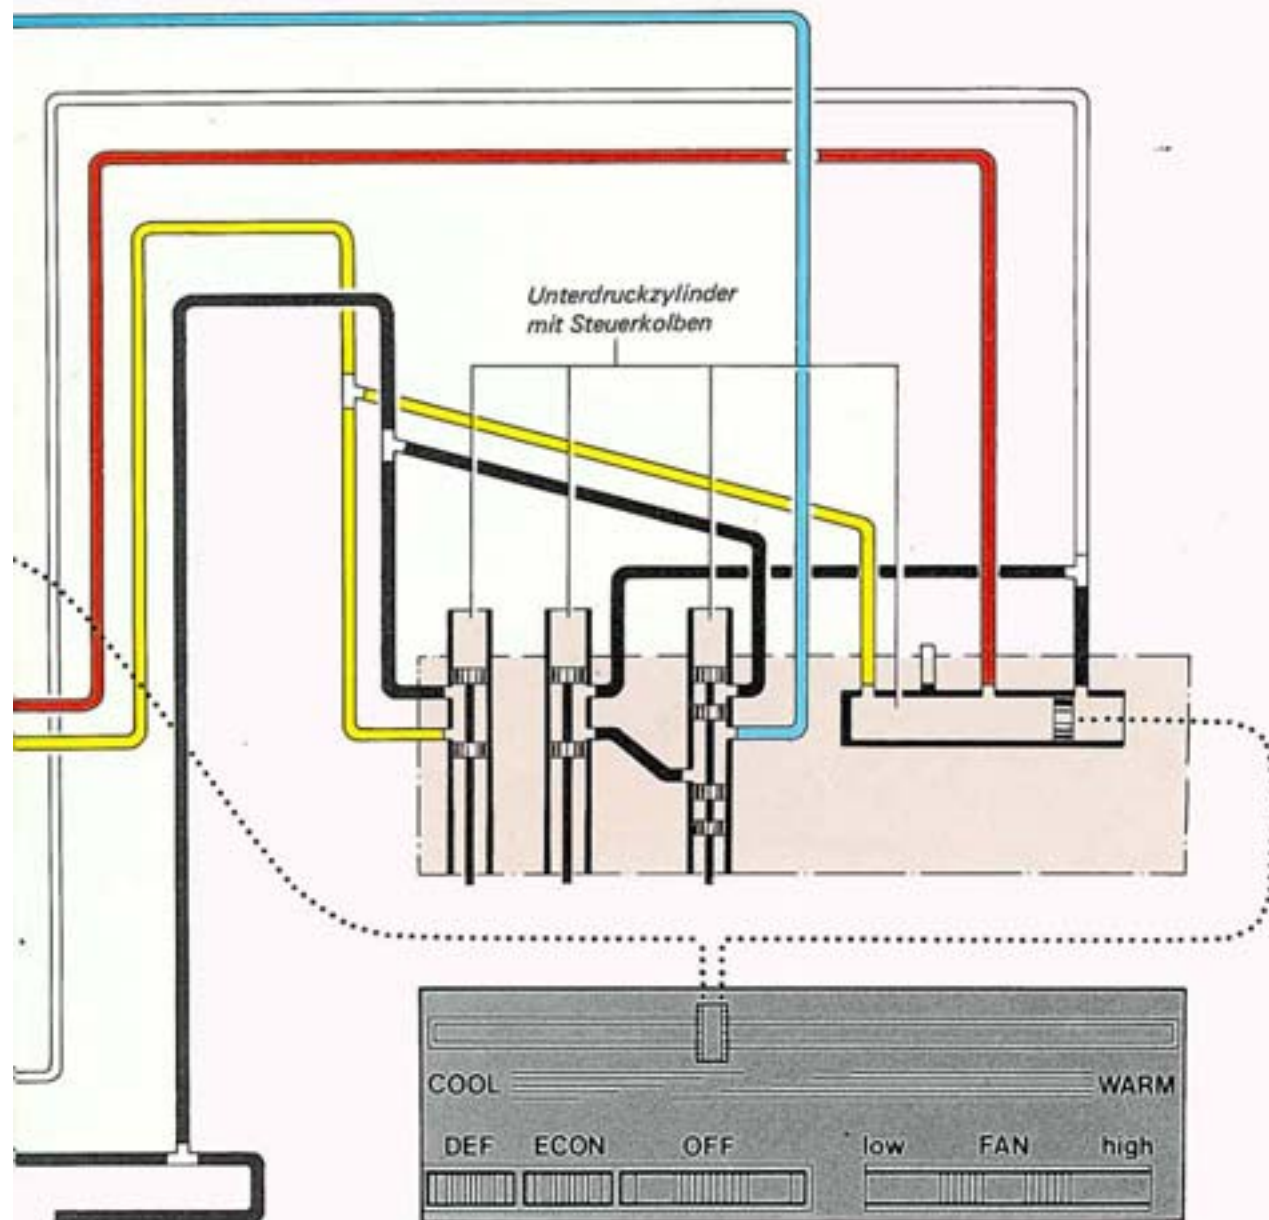 Unterdruckzylinder
mit Steuerkolben
COOL WARM
DEF ECON OFF low FAN high